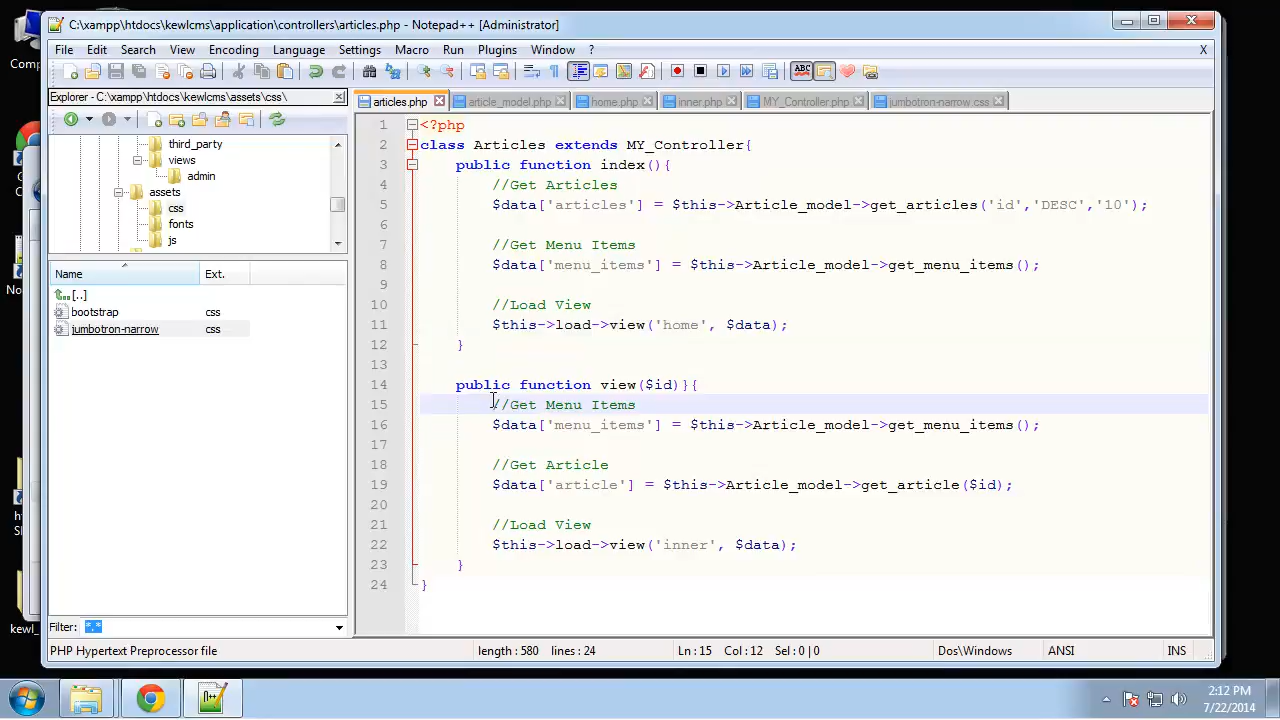 C:\xampp\htdocs\kewlcms\application\controllers\articles.php - Notepad++ [Administrator]
File Edit Search View Encoding Language Settings Macro Run Plugins Window ? X
ABC
Explorer - C:\xampp\htdocs\kewlcms\assets\css\
articles.php article_model.php home.php inner.php MY_Controller.php jumbotron-narrow.css
third_party
views
admin
assets
css
fonts
js
Name Ext.
[..]
bootstrap css
jumbotron-narrow css
Filter: *.*
1 <?php
2 class Articles extends MY_Controller{
3 public function index(){
4 //Get Articles
5 $data['articles'] = $this->Article_model->get_articles('id','DESC','10');
6
7 //Get Menu Items
8 $data['menu_items'] = $this->Article_model->get_menu_items();
9
10 //Load View
11 $this->load->view('home', $data);
12 }
13
14 public function view($id)}{
15 //Get Menu Items
16 $data['menu_items'] = $this->Article_model->get_menu_items();
17
18 //Get Article
19 $data['article'] = $this->Article_model->get_article($id);
20
21 //Load View
22 $this->load->view('inner', $data);
23 }
24 }
PHP Hypertext Preprocessor file length : 580 lines : 24 Ln : 15 Col : 12 Sel : 0 | 0 Dos\Windows ANSI INS
Comp
No
kewl_
2:12 PM
7/22/2014